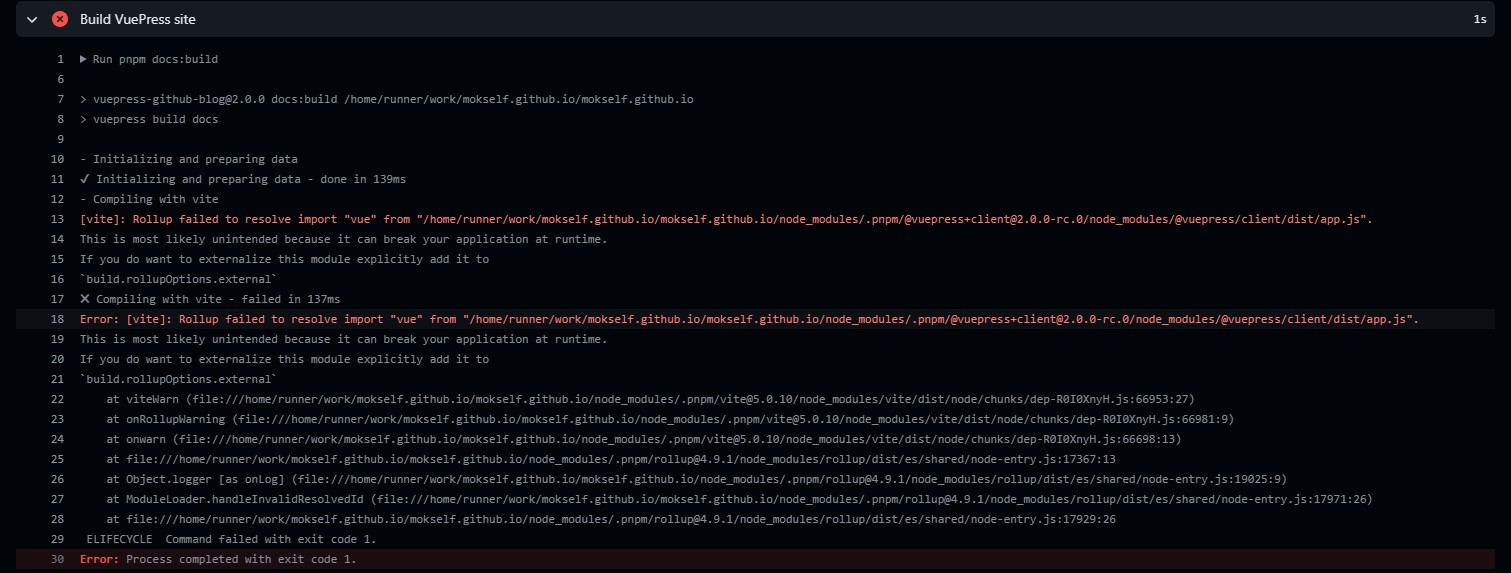 Build VuePress site 1s
1 Run pnpm docs:build
6
7 > vuepress-github-blog@2.0.0 docs:build /home/runner/work/mokself.github.io/mokself.github.io
8 > vuepress build docs
9
10 - Initializing and preparing data
11 ✓ Initializing and preparing data - done in 139ms
12 - Compiling with vite
13 [vite]: Rollup failed to resolve import "vue" from "/home/runner/work/mokself.github.io/mokself.github.io/node_modules/.pnpm/@vuepress+client@2.0.0-rc.0/node_modules/@vuepress/client/dist/app.js".
14 This is most likely unintended because it can break your application at runtime.
15 If you do want to externalize this module explicitly add it to
16 `build.rollupOptions.external`
17 ✕ Compiling with vite - failed in 137ms
18 Error: [vite]: Rollup failed to resolve import "vue" from "/home/runner/work/mokself.github.io/mokself.github.io/node_modules/.pnpm/@vuepress+client@2.0.0-rc.0/node_modules/@vuepress/client/dist/app.js".
19 This is most likely unintended because it can break your application at runtime.
20 If you do want to externalize this module explicitly add it to
21 `build.rollupOptions.external`
22 at viteWarn (file:///home/runner/work/mokself.github.io/mokself.github.io/node_modules/.pnpm/vite@5.0.10/node_modules/vite/dist/node/chunks/dep-R0I0XnyH.js:66953:27)
23 at onRollupWarning (file:///home/runner/work/mokself.github.io/mokself.github.io/node_modules/.pnpm/vite@5.0.10/node_modules/vite/dist/node/chunks/dep-R0I0XnyH.js:66981:9)
24 at onwarn (file:///home/runner/work/mokself.github.io/mokself.github.io/node_modules/.pnpm/vite@5.0.10/node_modules/vite/dist/node/chunks/dep-R0I0XnyH.js:66698:13)
25 at file:///home/runner/work/mokself.github.io/mokself.github.io/node_modules/.pnpm/rollup@4.9.1/node_modules/rollup/dist/es/shared/node-entry.js:17367:13
26 at Object.logger [as onLog] (file:///home/runner/work/mokself.github.io/mokself.github.io/node_modules/.pnpm/rollup@4.9.1/node_modules/rollup/dist/es/shared/node-entry.js:19025:9)
27 at ModuleLoader.handleInvalidResolvedId (file:///home/runner/work/mokself.github.io/mokself.github.io/node_modules/.pnpm/rollup@4.9.1/node_modules/rollup/dist/es/shared/node-entry.js:17971:26)
28 at file:///home/runner/work/mokself.github.io/mokself.github.io/node_modules/.pnpm/rollup@4.9.1/node_modules/rollup/dist/es/shared/node-entry.js:17929:26
29 ELIFECYCLE Command failed with exit code 1.
30 Error: Process completed with exit code 1.